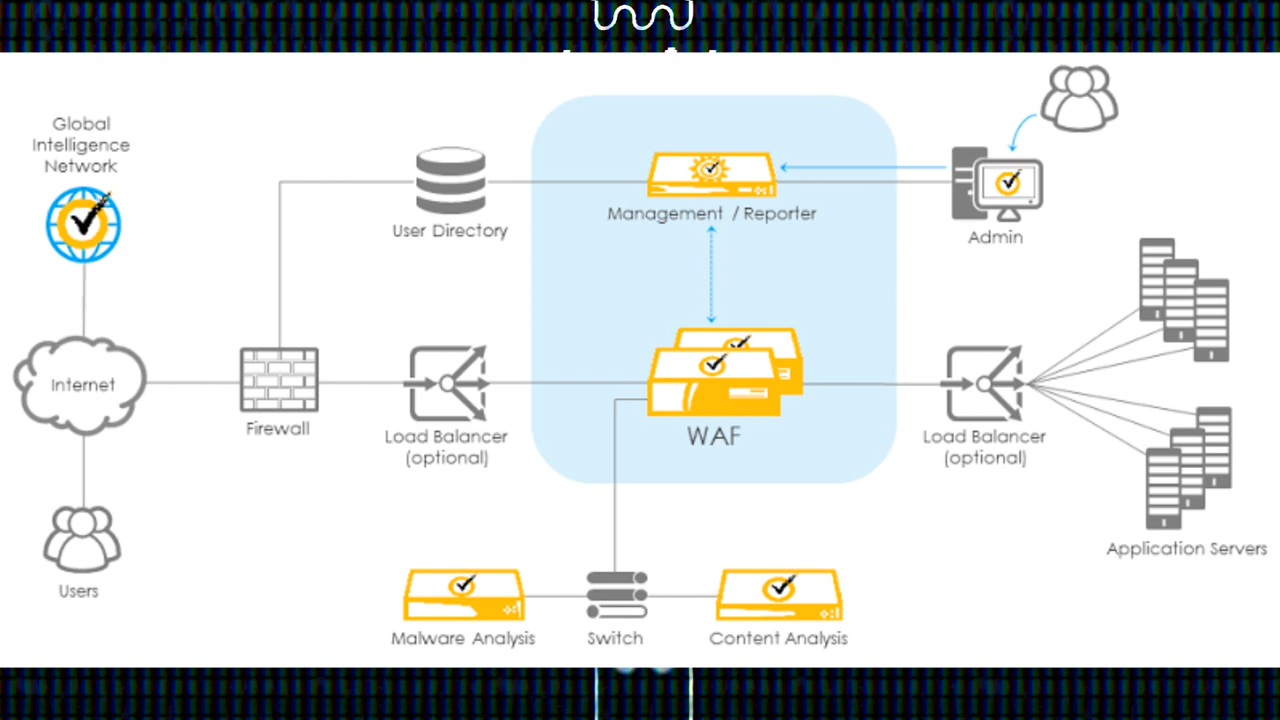 Global
Intelligence
Network
User Directory
Management / Reporter
Admin
Internet
Firewall
Load Balancer
(optional)
WAF
Load Balancer
(optional)
Users
Application Servers
Malware Analysis
Switch
Content Analysis